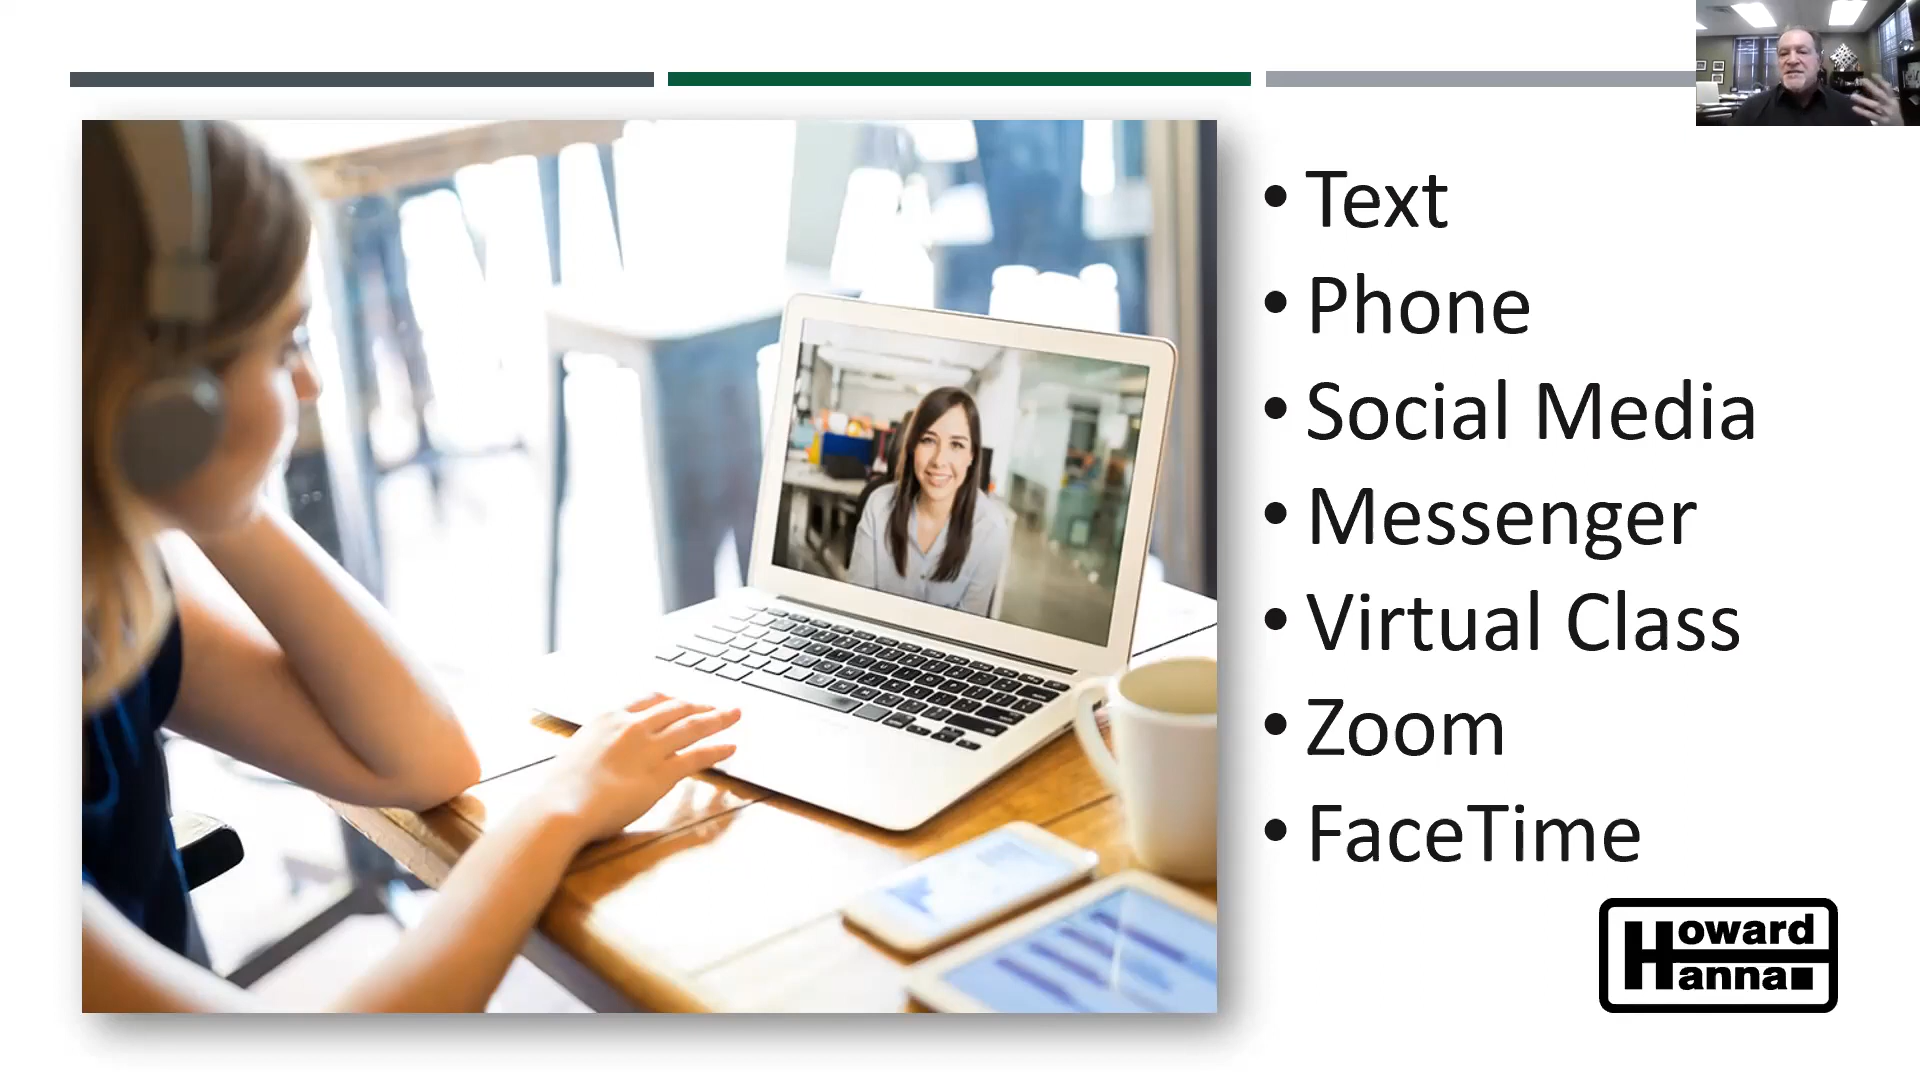 • Text
• Phone
• Social Media
• Messenger
• Virtual Class
• Zoom
• FaceTime
Howard
Hanna